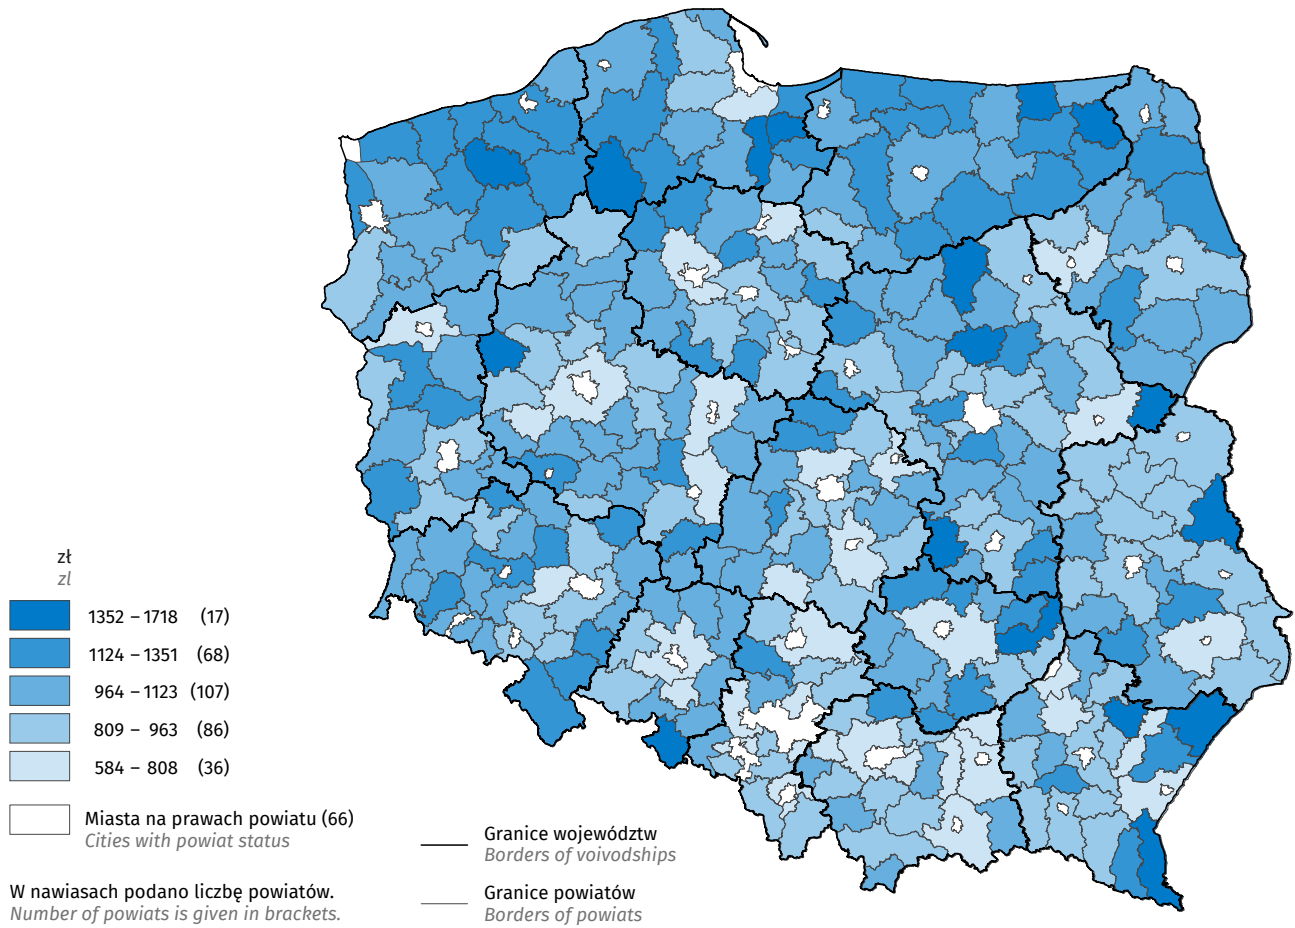 zł
zl
1352 – 1718 (17)
1124 – 1351 (68)
964 – 1123 (107)
809 – 963 (86)
584 – 808 (36)
Miasta na prawach powiatu (66)
Cities with powiat status
W nawiasach podano liczbę powiatów.
Number of powiats is given in brackets.
Granice województw
Borders of voivodships
Granice powiatów
Borders of powiats